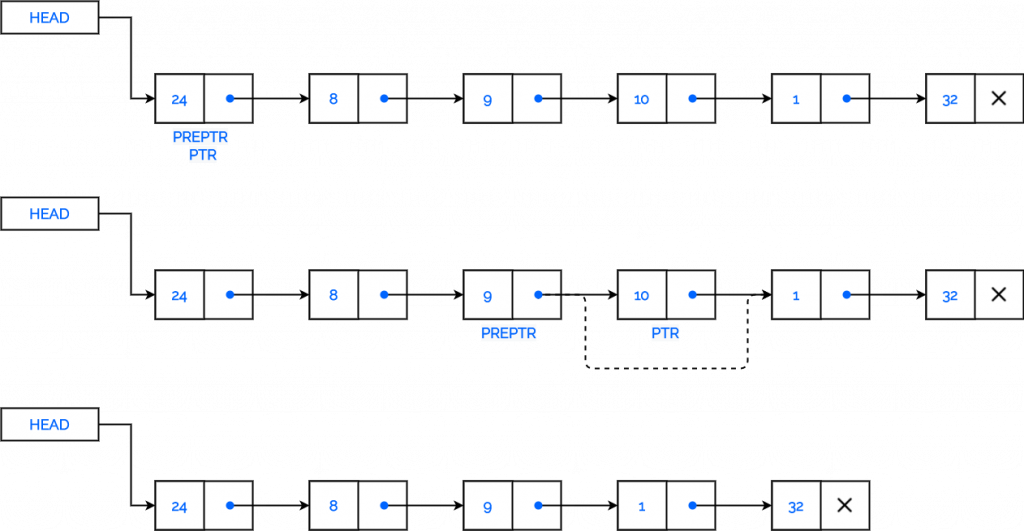 HEAD
24 8 9 10 1 32
PREPTR
PTR
HEAD
24 8 9 10 1 32
PREPTR PTR
HEAD
24 8 9 1 32